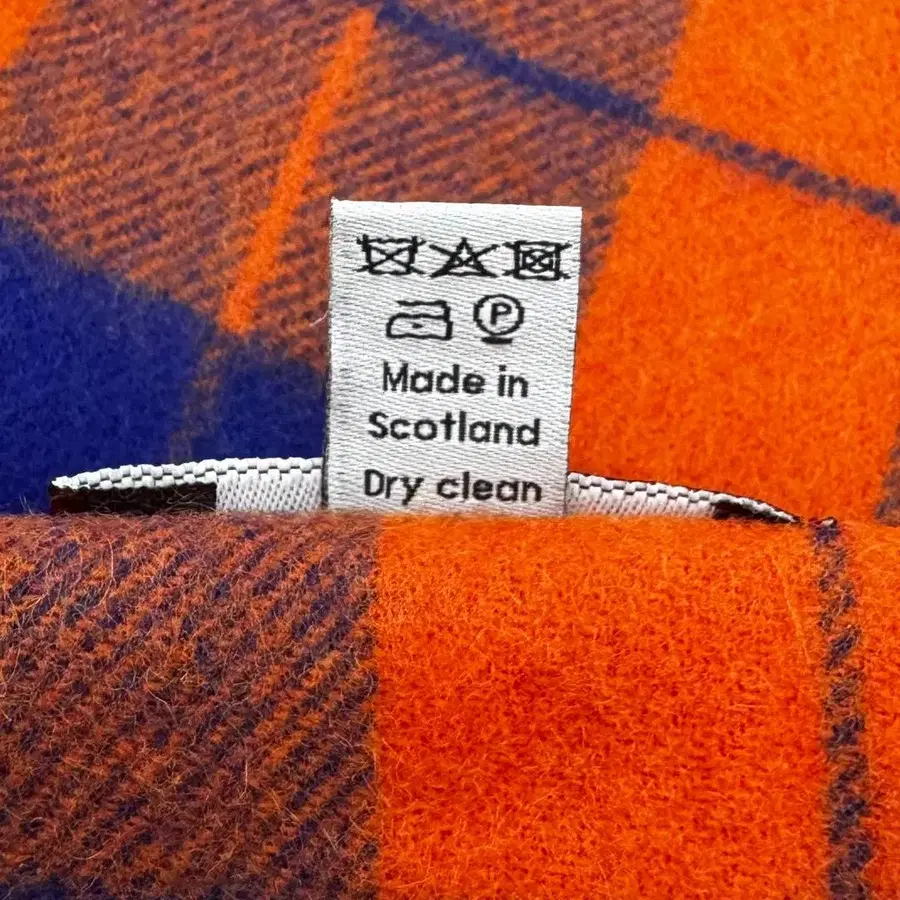 P
Made in
Scotland
Dry clean